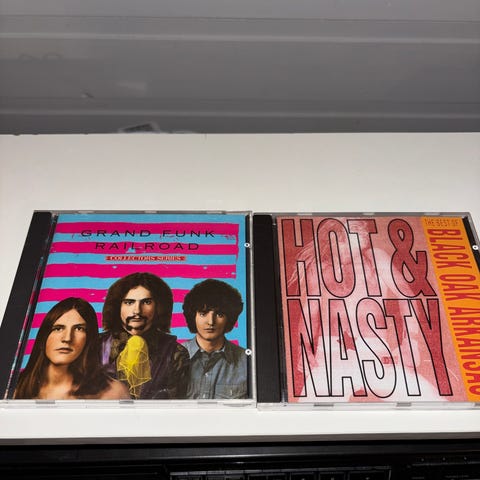 GRAND FUNK
RAILROAD
COLLECTORS SERIES
HOT &
NASTY
THE BEST OF
BLACK OAK ARKANSAS